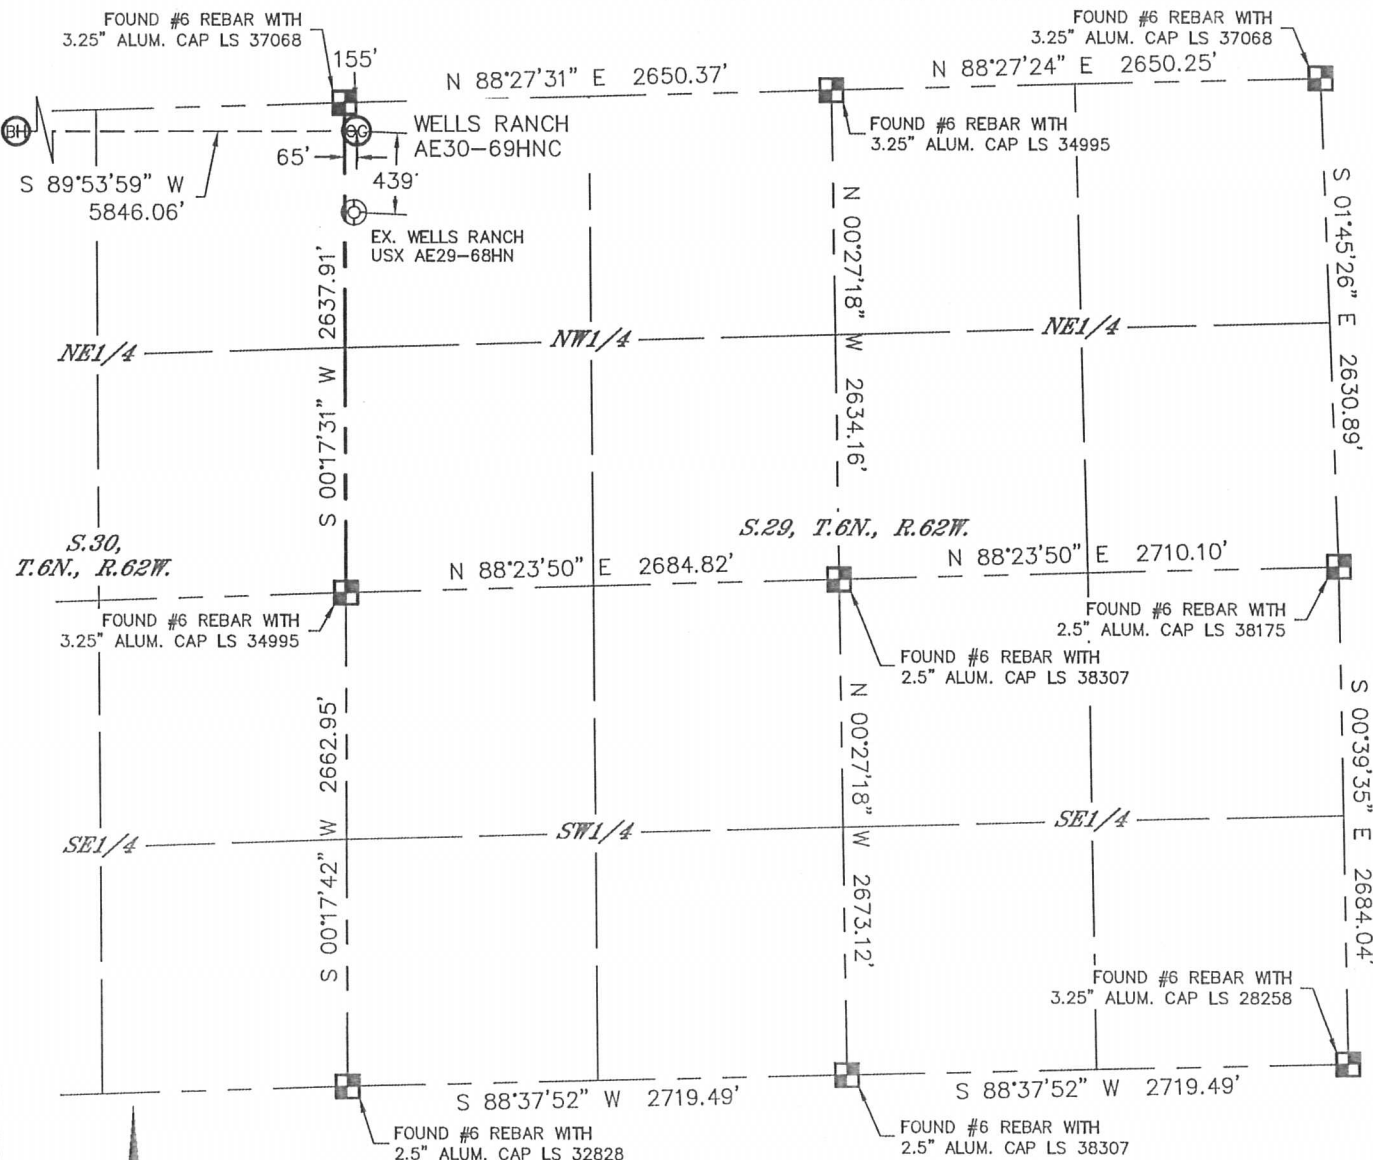 FOUND #6 REBAR WITH
3.25" ALUM. CAP LS 37068
155'
N 88°27'31" E 2650.37'
N 88°27'24" E 2650.25'
FOUND #6 REBAR WITH
3.25" ALUM. CAP LS 37068
BH
OG
WELLS RANCH
AE30-69HNC
65'
439'
S 89°53'59" W
5846.06'
EX. WELLS RANCH
USX AE29-68HN
FOUND #6 REBAR WITH
3.25" ALUM. CAP LS 34995
S 00°17'31" W 2637.91'
N 00°27'18" W 2634.16'
S 01°45'26" E 2630.89'
NE1/4
NW1/4
NE1/4
S.30,
T.6N., R.62W.
S.29, T.6N., R.62W.
N 88°23'50" E 2684.82'
N 88°23'50" E 2710.10'
FOUND #6 REBAR WITH
3.25" ALUM. CAP LS 34995
FOUND #6 REBAR WITH
2.5" ALUM. CAP LS 38307
FOUND #6 REBAR WITH
2.5" ALUM. CAP LS 38175
S 00°17'42" W 2662.95'
N 00°27'18" W 2673.12'
S 00°39'35" E 2684.04'
SE1/4
SW1/4
SE1/4
FOUND #6 REBAR WITH
3.25" ALUM. CAP LS 28258
S 88°37'52" W 2719.49'
S 88°37'52" W 2719.49'
FOUND #6 REBAR WITH
2.5" ALUM. CAP LS 32828
FOUND #6 REBAR WITH
2.5" ALUM. CAP LS 38307